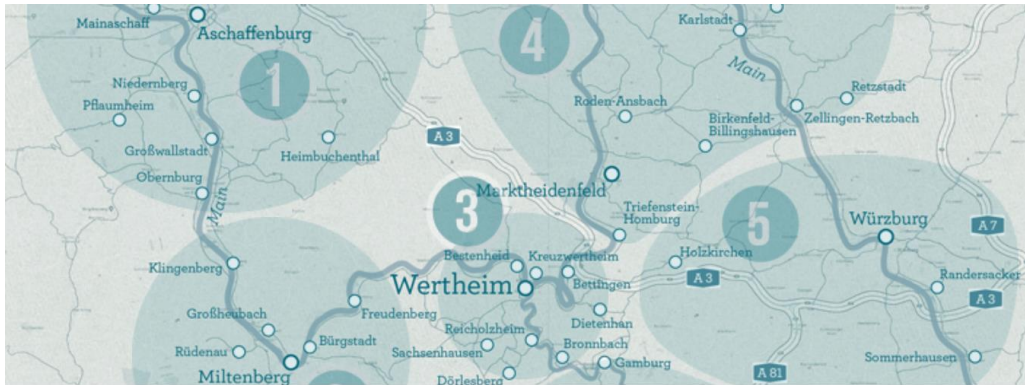 Mainaschaff
Aschaffenburg
Niedernberg
Pflaumheim
1
Großwallstadt
Heimbuchenthal
Obernburg
Main
Klingenberg
Großheubach
Rüdenau
Bürgstadt
Miltenberg
Freudenberg
A 3
4
Roden-Ansbach
Marktheidenfeld
Triefenstein-
Homburg
3
Bestenheid
Kreuzwertheim
Wertheim
Bettingen
Dietenhan
Reicholzheim
Sachsenhausen
Bronnbach
Gamburg
Dörlesberg
Karlstadt
Main
Retzstadt
Zellingen-Retzbach
Birkenfeld-
Billingshausen
5
Würzburg
Holzkirchen
A 3
A 7
Randersacker
A 3
Sommerhausen
A 81